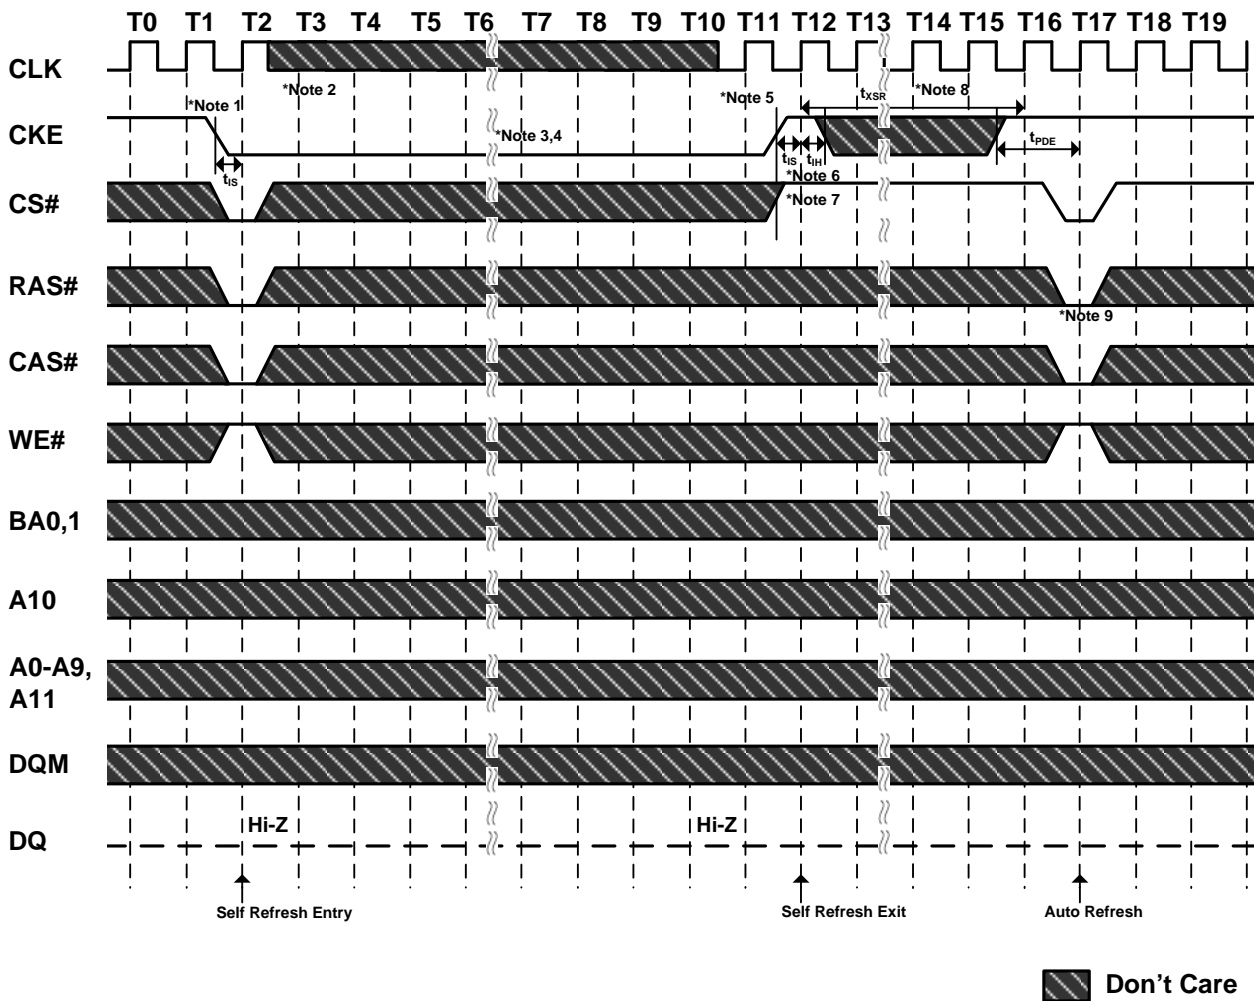 T0 T1 T2 T3 T4 T5 T6 T7 T8 T9 T10 T11 T12 T13 T14 T15 T16 T17 T18 T19
CLK
*Note 2 *Note 5 tXSR *Note 8
*Note 1
CKE
*Note 3,4 tPDE
tIS tIS tIH
*Note 6
CS#
*Note 7
RAS#
*Note 9
CAS#
WE#
BA0,1
A10
A0-A9,
A11
DQM
Hi-Z Hi-Z
DQ
Self Refresh Entry Self Refresh Exit Auto Refresh
Don't Care